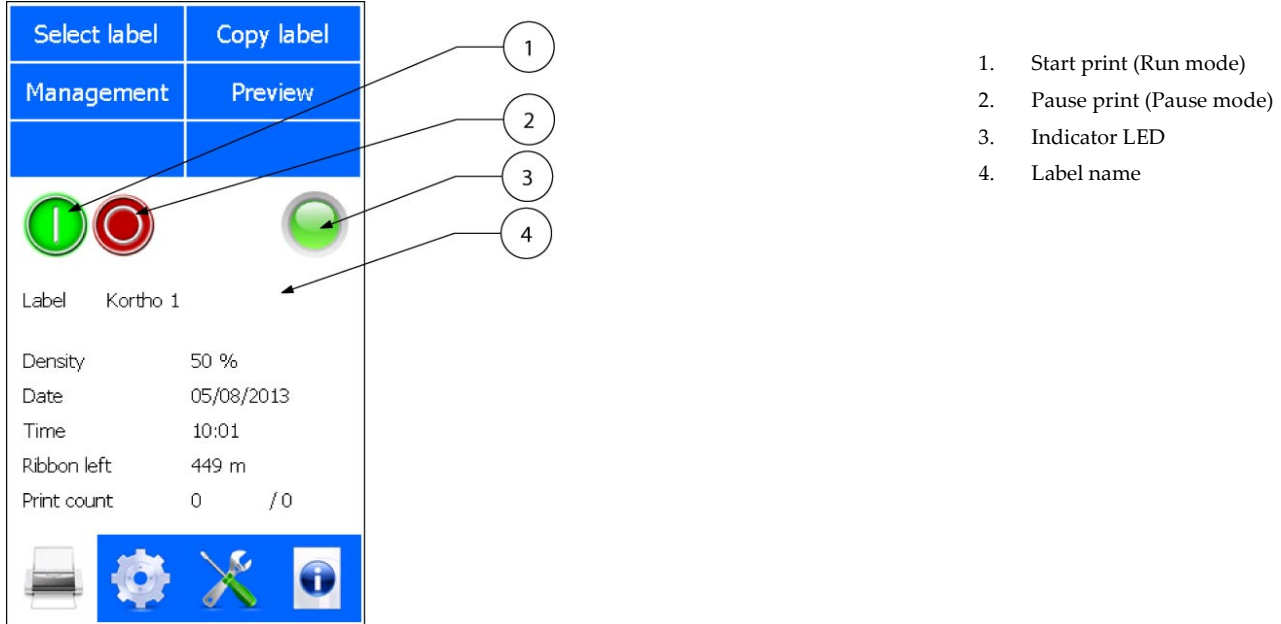 Select label Copy label
Management Preview
1
2
3
4
Label Kortho 1
Density 50 %
Date 05/08/2013
Time 10:01
Ribbon left 449 m
Print count 0 / 0
1. Start print (Run mode)
2. Pause print (Pause mode)
3. Indicator LED
4. Label name